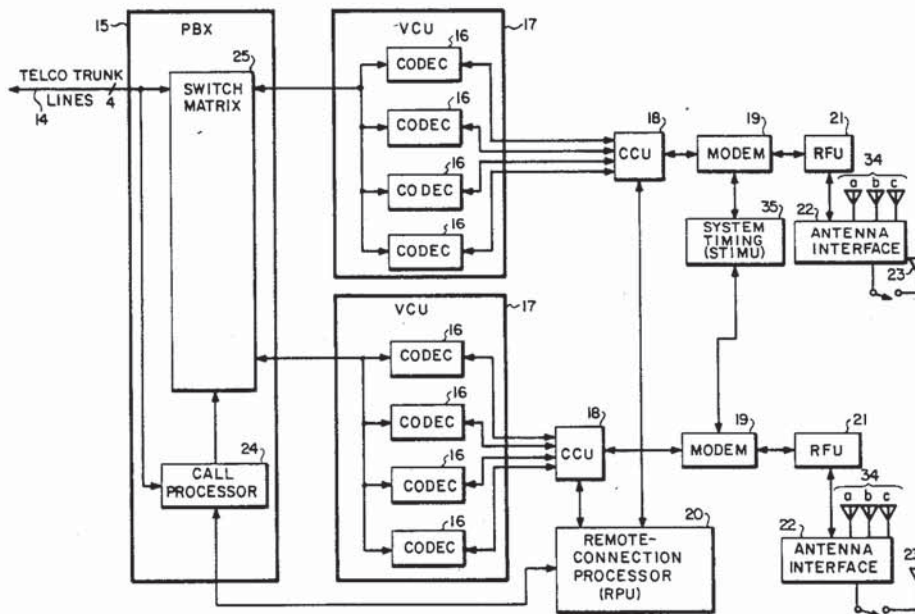 15
PBX
25
SWITCH
MATRIX
TELCO TRUNK
LINES 4
14
24
CALL
PROCESSOR
VCU
17
16
CODEC
16
CODEC
16
CODEC
16
CODEC
VCU
17
16
CODEC
16
CODEC
16
CODEC
16
CODEC
18
CCU
19
MODEM
21
RFU
34
a b c
22
ANTENNA
INTERFACE
23
35
SYSTEM
TIMING
(STIMU)
18
CCU
19
MODEM
21
RFU
34
a b c
22
ANTENNA
INTERFACE
23
20
REMOTE-
CONNECTION
PROCESSOR
(RPU)